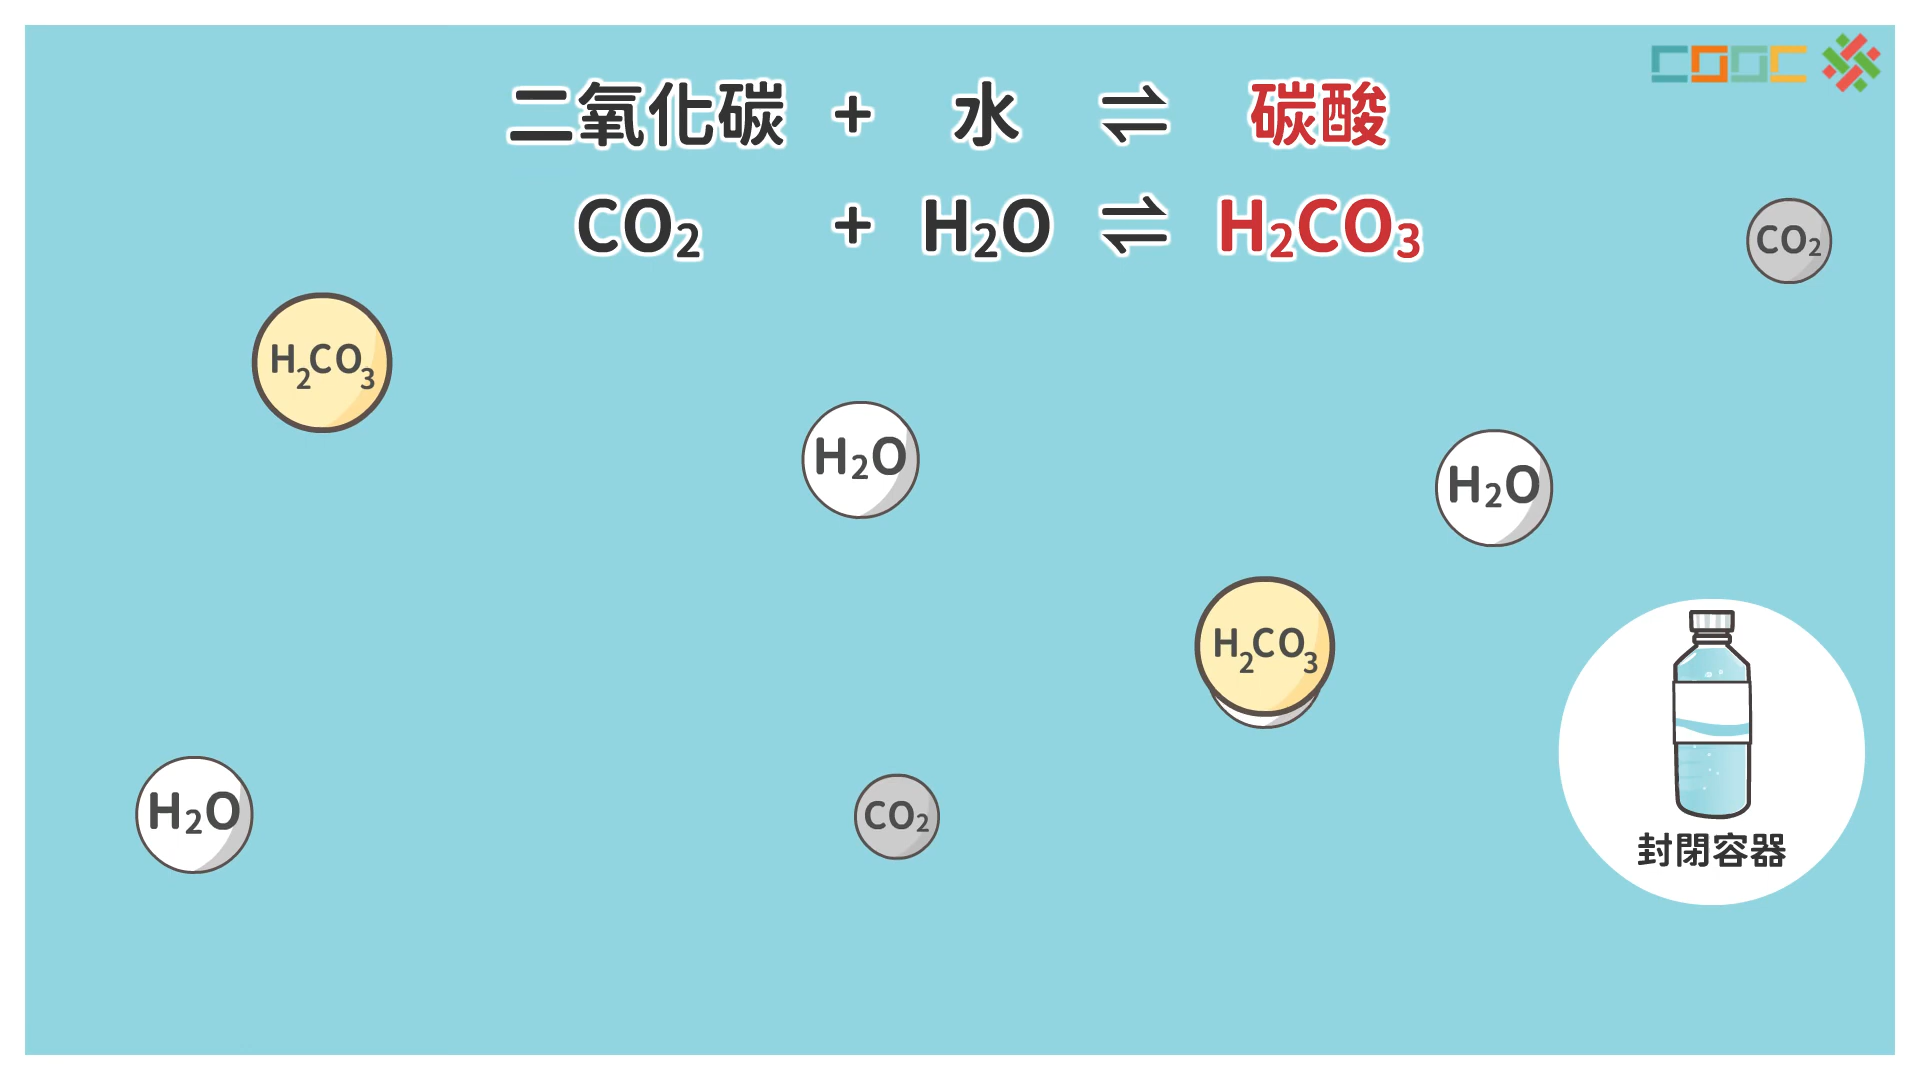 COOC
二氧化碳 + 水 ⇌ 碳酸
CO₂ + H₂O ⇌ H₂CO₃
CO₂
H₂CO₃
H₂O
H₂O
H₂CO₃
H₂O
CO₂
封閉容器